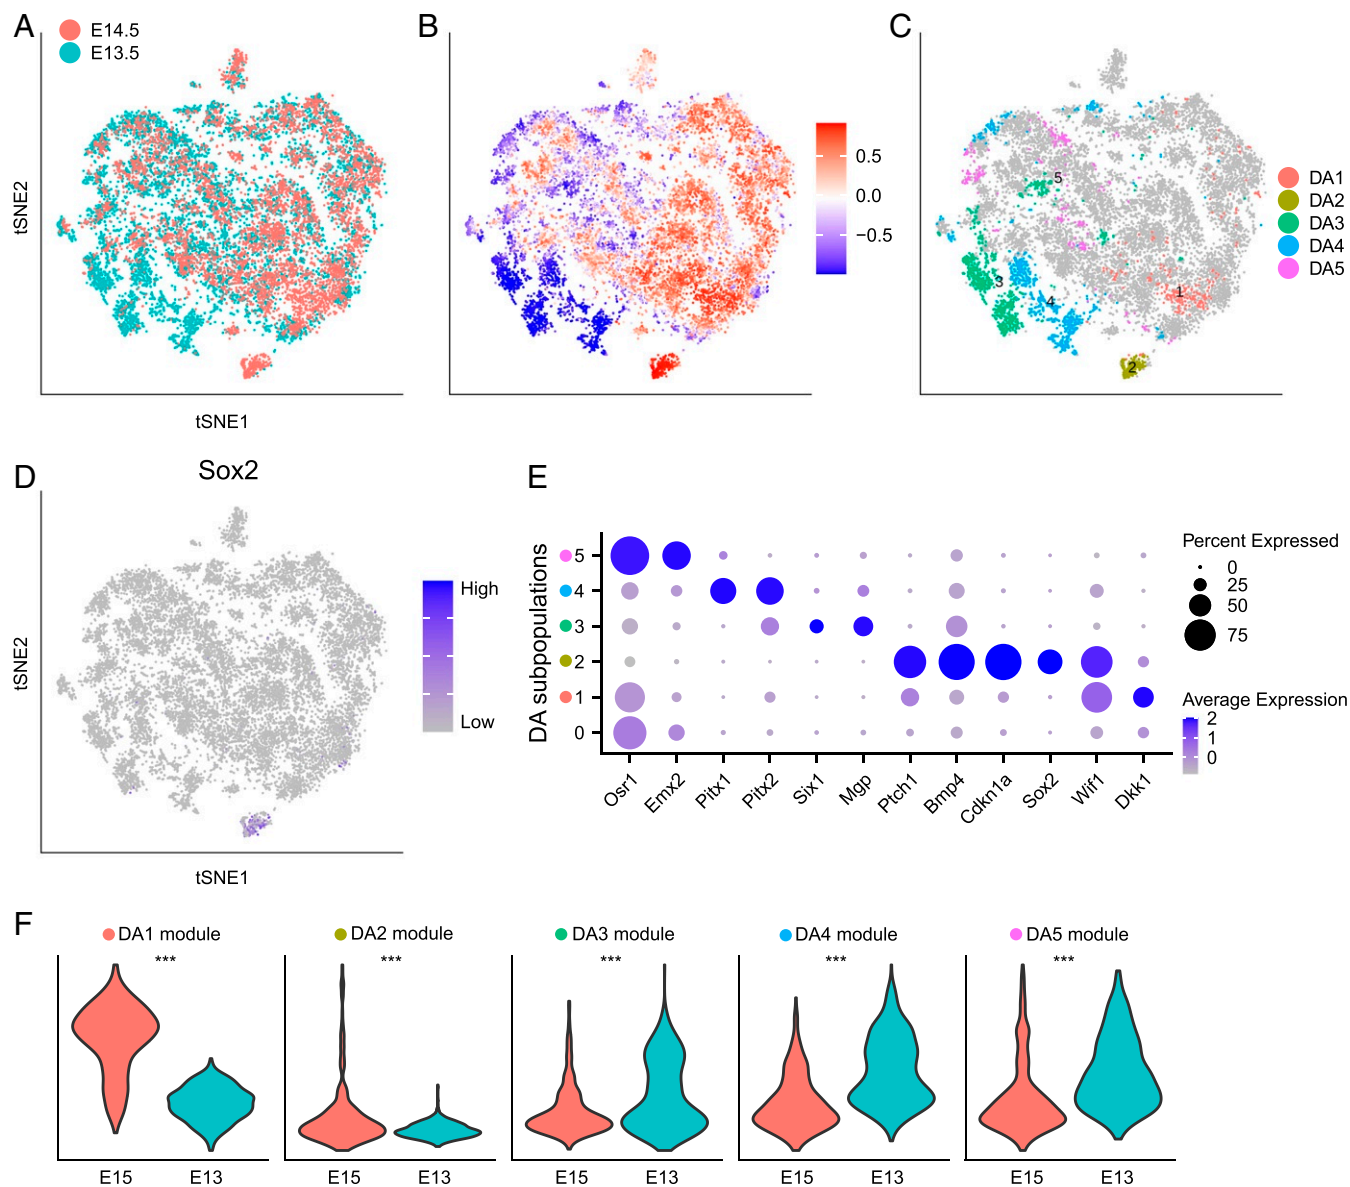 A
E14.5
E13.5
tSNE2
tSNE1
B
0.5
0.0
−0.5
C
5
3
4
1
2
DA1
DA2
DA3
DA4
DA5
D
Sox2
tSNE2
tSNE1
High
Low
E
DA subpopulations
5
4
3
2
1
0
Osr1
Emx2
Pitx1
Pitx2
Six1
Mgp
Ptch1
Bmp4
Cdkn1a
Sox2
Wif1
Dkk1
Percent Expressed
0
25
50
75
Average Expression
2
1
0
F
DA1 module
***
E15 E13
DA2 module
***
E15 E13
DA3 module
***
E15 E13
DA4 module
***
E15 E13
DA5 module
***
E15 E13